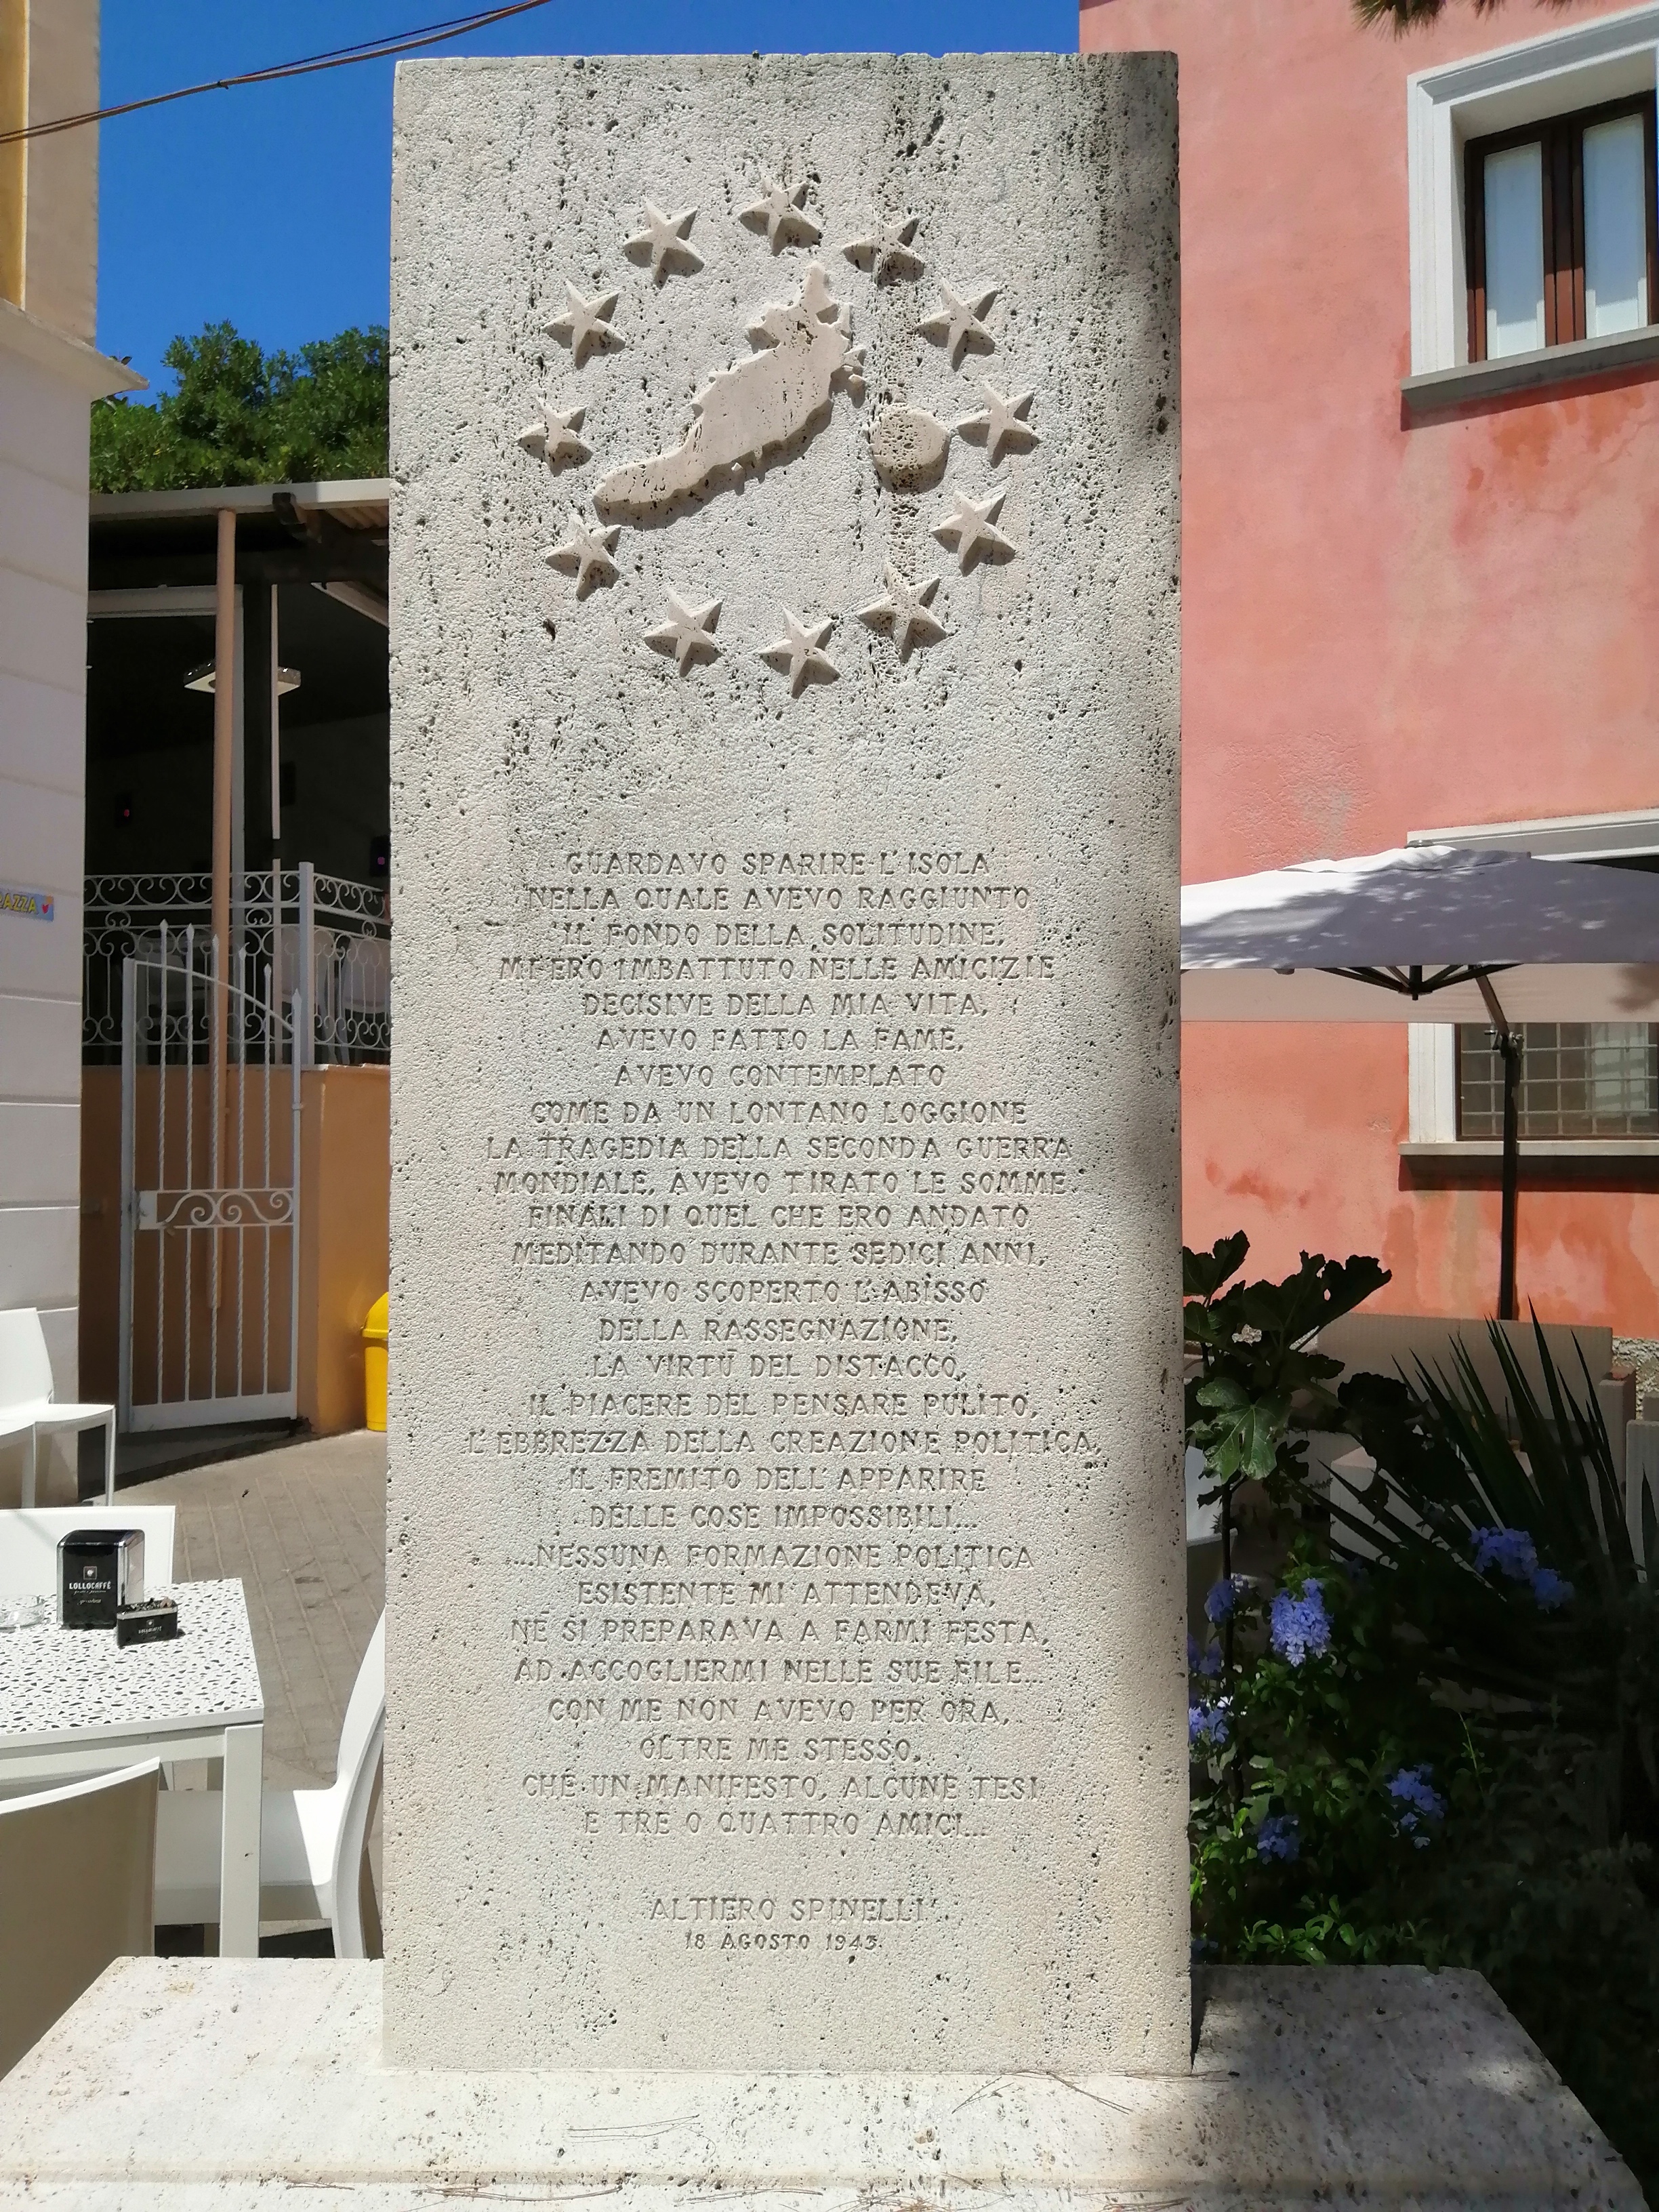 GUARDAVO SPARIRE L'ISOLA
NELLA QUALE AVEVO RAGGIUNTO
IL FONDO DELLA SOLITUDINE,
MI ERO IMBATTUTO NELLE AMICIZIE
DECISIVE DELLA MIA VITA,
AVEVO FATTO LA FAME,
AVEVO CONTEMPLATO
COME DA UN LONTANO LOGGIONE
LA TRAGEDIA DELLA SECONDA GUERRA
MONDIALE, AVEVO TIRATO LE SOMME
FINALI DI QUEL CHE ERO ANDATO
MEDITANDO DURANTE SEDICI ANNI,
AVEVO SCOPERTO L'ABISSO
DELLA RASSEGNAZIONE,
LA VIRTÙ DEL DISTACCO,
IL PIACERE DEL PENSARE PULITO,
L'EBBREZZA DELLA CREAZIONE POLITICA,
IL FREMITO DELL'APPARIRE
DELLE COSE IMPOSSIBILI...
...NESSUNA FORMAZIONE POLITICA
ESISTENTE MI ATTENDEVA,
NÉ SI PREPARAVA A FARMI FESTA,
AD ACCOGLIERMI NELLE SUE FILE...
CON ME NON AVEVO PER ORA,
OLTRE ME STESSO,
CHE UN MANIFESTO, ALCUNE TESI
E TRE O QUATTRO AMICI...
ALTIERO SPINELLI
18 AGOSTO 1943
LOLLOCAFFÈ